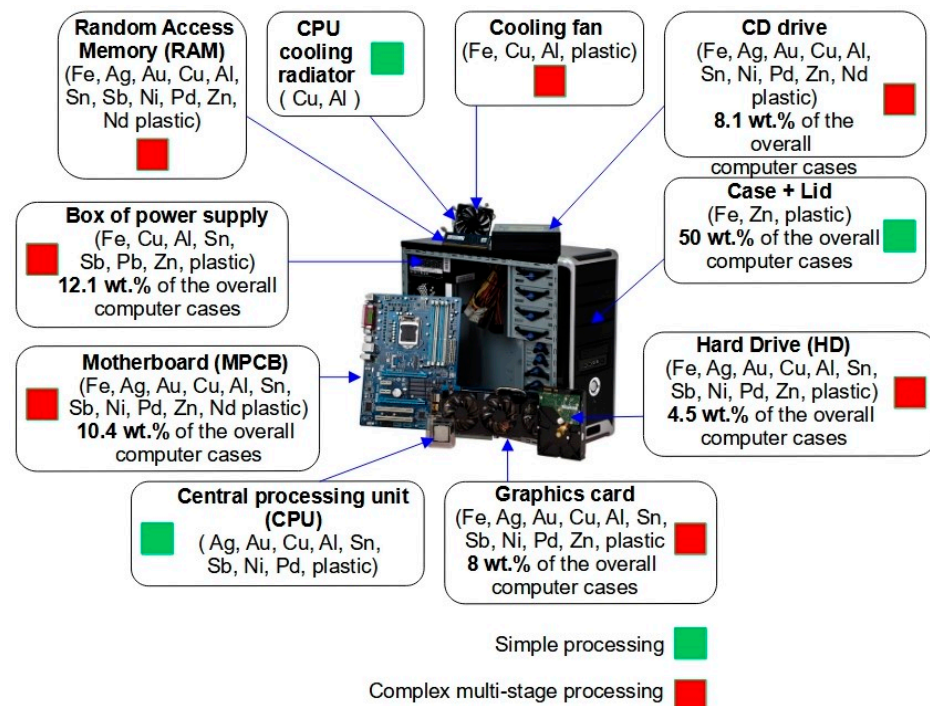 Random Access
Memory (RAM)
(Fe, Ag, Au, Cu, Al,
Sn, Sb, Ni, Pd, Zn,
Nd plastic)
CPU
cooling
radiator
( Cu, Al )
Cooling fan
(Fe, Cu, Al, plastic)
CD drive
(Fe, Ag, Au, Cu, Al,
Sn, Ni, Pd, Zn, Nd
plastic)
8.1 wt.% of the
overall
computer cases
Box of power supply
(Fe, Cu, Al, Sn,
Sb, Pb, Zn, plastic)
12.1 wt.% of the overall
computer cases
Case + Lid
(Fe, Zn, plastic)
50 wt.% of the overall
computer cases
Motherboard (MPCB)
(Fe, Ag, Au, Cu, Al, Sn,
Sb, Ni, Pd, Zn, Nd plastic)
10.4 wt.% of the overall
computer cases
Hard Drive (HD)
(Fe, Ag, Au, Cu, Al, Sn,
Sb, Ni, Pd, Zn, plastic)
4.5 wt.% of the overall
computer cases
Central processing unit
(CPU)
( Ag, Au, Cu, Al, Sn,
Sb, Ni, Pd, plastic)
Graphics card
(Fe, Ag, Au, Cu, Al, Sn,
Sb, Ni, Pd, Zn, plastic
8 wt.% of the overall
computer cases
Simple processing
Complex multi-stage processing